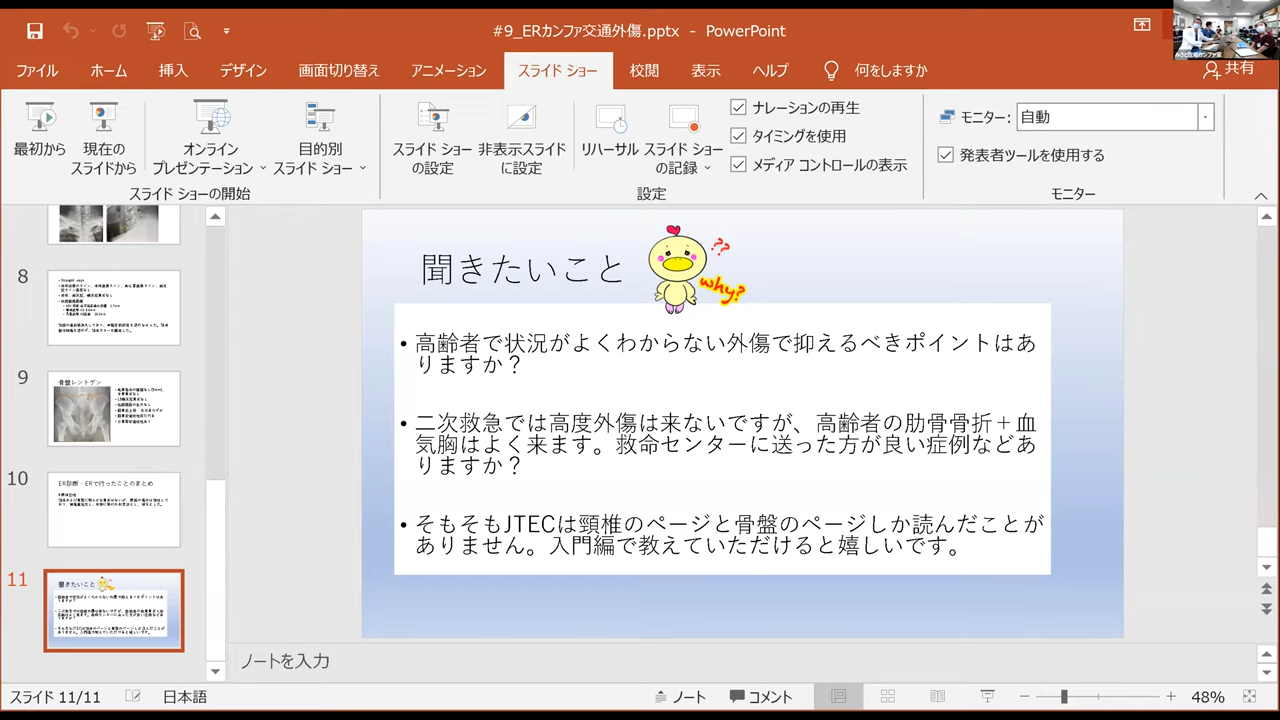 #9_ERカンファ交通外傷.pptx - PowerPoint
ファイル ホーム 挿入 デザイン 画面切り替え アニメーション スライド ショー 校閲 表示 ヘルプ 何をしますか 共有
最初から
現在の
スライドから
オンライン
プレゼンテーション
目的別
スライド ショー
スライド ショーの開始
スライド ショー
の設定
非表示スライド
に設定
リハーサル
スライド ショー
の記録
ナレーションの再生
タイミングを使用
メディア コントロールの表示
設定
モニター: 自動
発表者ツールを使用する
モニター
8
9
骨盤レントゲン
10
ER診断・ERで行ったことのまとめ
11
聞きたいこと
聞きたいこと
??
why?
• 高齢者で状況がよくわからない外傷で抑えるべきポイントはあ
りますか？
• 二次救急では高度外傷は来ないですが、高齢者の肋骨骨折＋血
気胸はよく来ます。救命センターに送った方が良い症例などあ
りますか？
• そもそもJTECは頸椎のページと骨盤のページしか読んだことが
ありません。入門編で教えていただけると嬉しいです。
ノートを入力
スライド 11/11 日本語 ノート コメント 48%